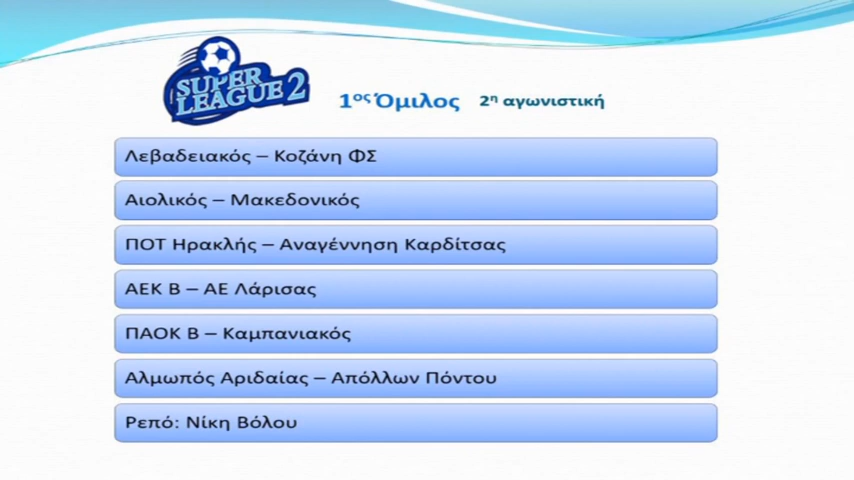 SUPER
LEAGUE 2
1ος Όμιλος 2η αγωνιστική
Λεβαδειακός – Κοζάνη ΦΣ
Αιολικός – Μακεδονικός
ΠΟΤ Ηρακλής – Αναγέννηση Καρδίτσας
ΑΕΚ Β – ΑΕ Λάρισας
ΠΑΟΚ Β – Καμπανιακός
Αλμωπός Αριδαίας – Απόλλων Πόντου
Ρεπό: Νίκη Βόλου